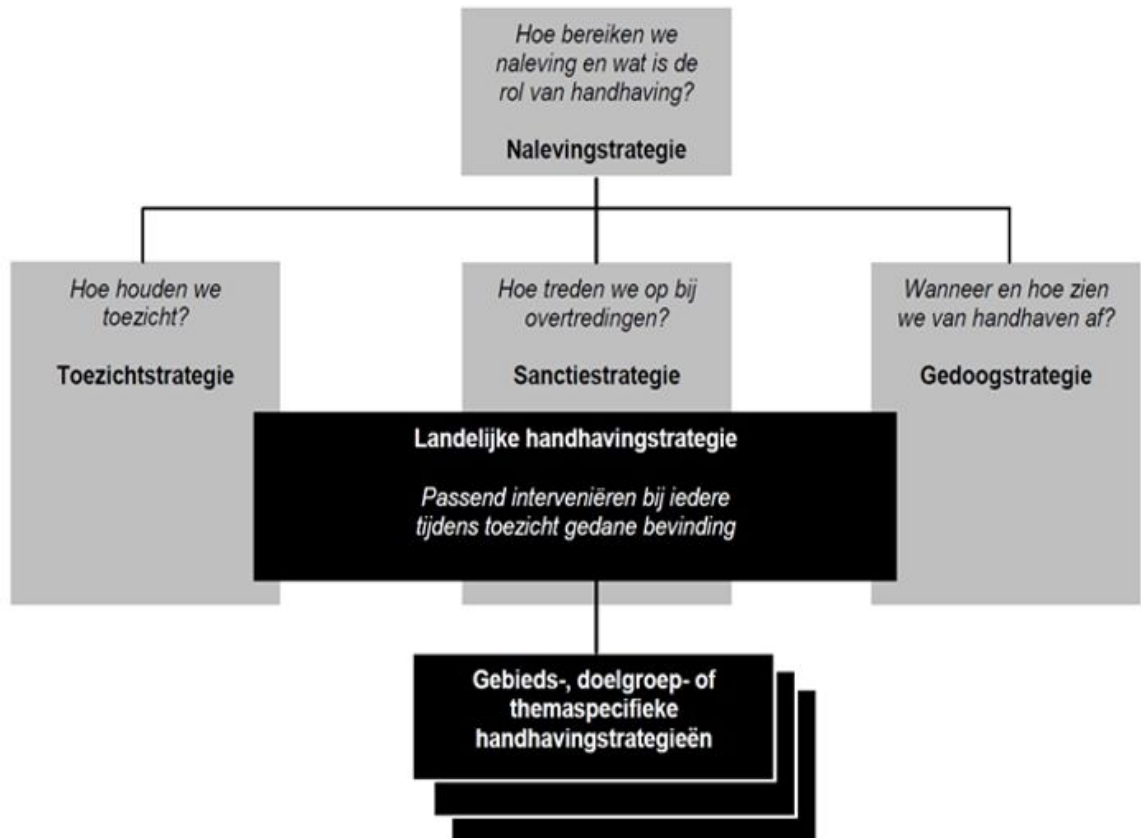 Hoe bereiken we
naleving en wat is de
rol van handhaving?
Nalevingstrategie
Hoe houden we
toezicht?
Toezichtstrategie
Hoe treden we op bij
overtredingen?
Sanctiestrategie
Wanneer en hoe zien
we van handhaven af?
Gedoogstrategie
Landelijke handhavingstrategie
Passend interveniëren bij iedere
tijdens toezicht gedane bevinding
Gebieds-, doelgroep- of
themaspecifieke
handhavingstrategieën